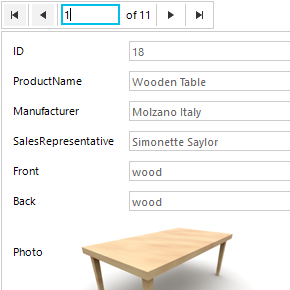 1 of 11
ID 18
ProductName Wooden Table
Manufacturer Molzano Italy
SalesRepresentative Simonette Saylor
Front wood
Back wood
Photo